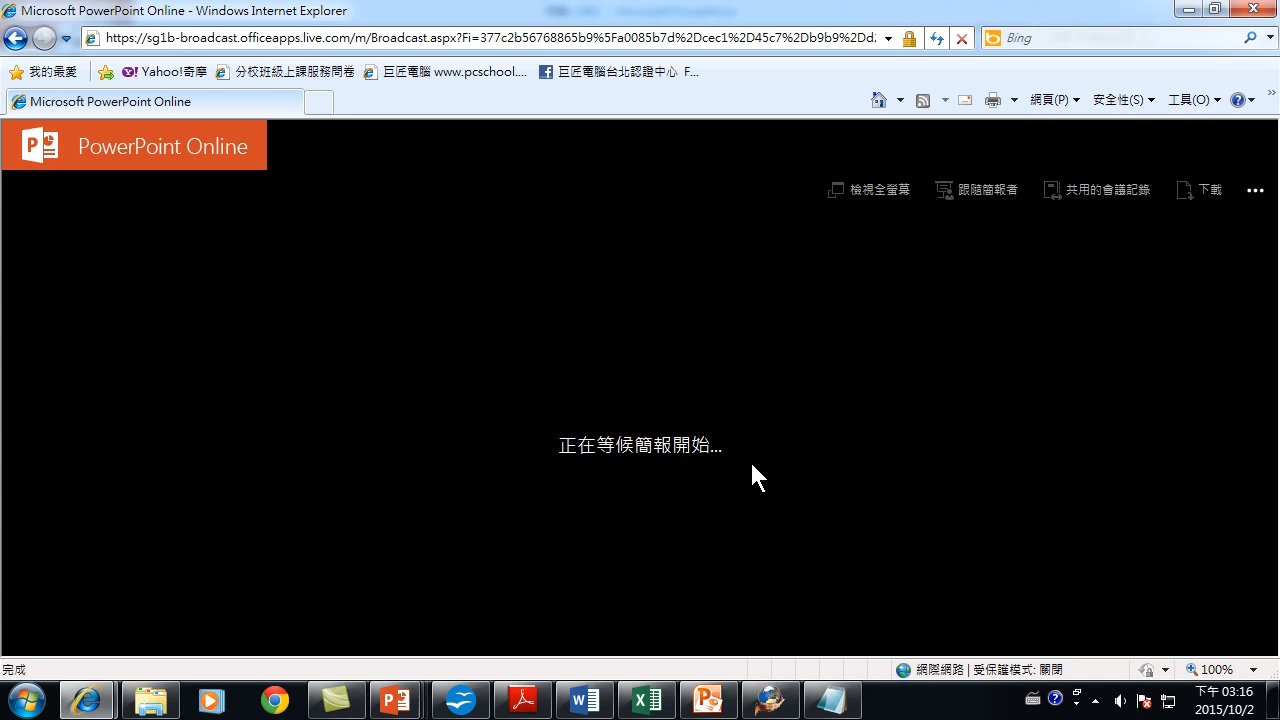 Microsoft PowerPoint Online - Windows Internet Explorer
https://sg1b-broadcast.officeapps.live.com/m/Broadcast.aspx?Fi=377c2b56768865b9%5Fa0085b7d%2Dcec1%2D45c7%2Db9b9%2Dd2
Bing
我的最愛
Yahoo!奇摩
分校班級上課服務問卷
巨匠電腦 www.pcschool....
巨匠電腦台北認證中心 F...
Microsoft PowerPoint Online
網頁(P)
安全性(S)
工具(O)
PowerPoint Online
檢視全螢幕
跟隨簡報者
共用的會議記錄
下載
正在等候簡報開始...
完成
網際網路 | 受保護模式: 關閉
100%
下午 03:16
2015/10/2